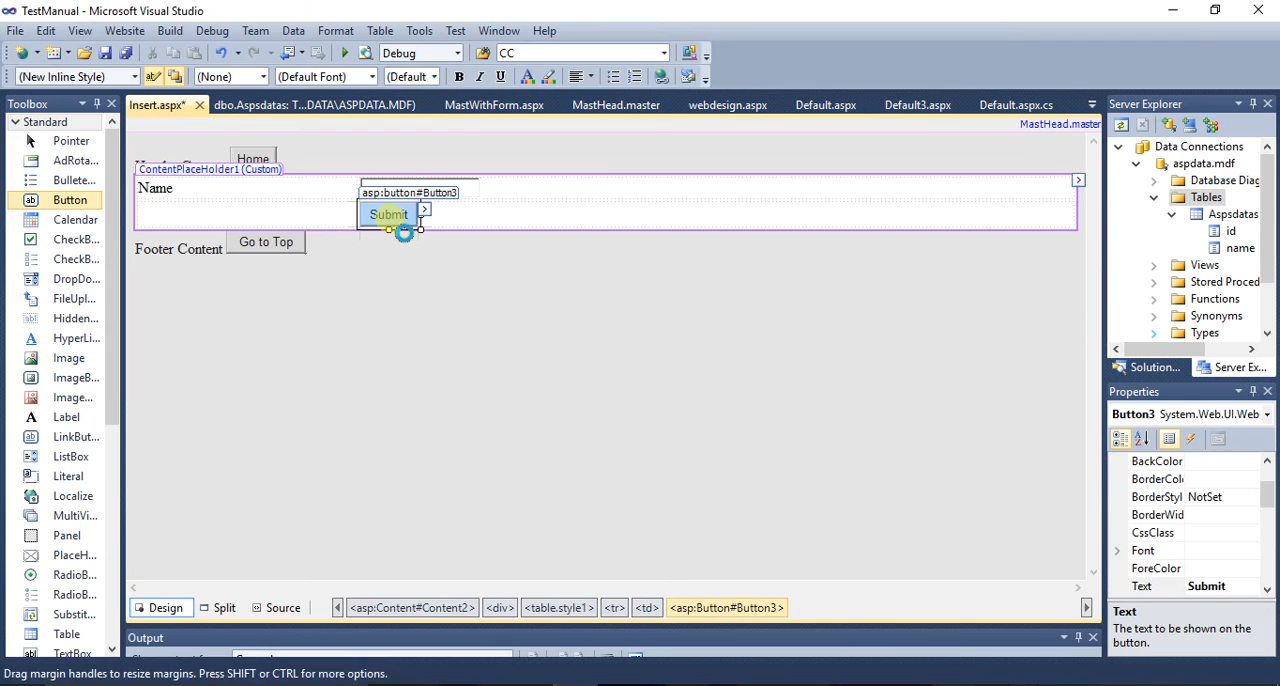 TestManual - Microsoft Visual Studio
File Edit View Website Build Debug Team Data Format Table Tools Test Window Help
Debug CC
(New Inline Style) (None) (Default Font) (Default B I U A
Toolbox
Insert.aspx* dbo.Aspsdatas: T...DATA\ASPDATA.MDF) MastWithForm.aspx MastHead.master webdesign.aspx Default.aspx Default3.aspx Default.aspx.cs
Server Explorer
Standard
Pointer
AdRota...
Bullete...
Button
Calendar
CheckB...
CheckB...
DropDo...
FileUpl...
Hidden...
HyperLi...
Image
ImageB...
Image...
Label
LinkBut...
ListBox
Literal
Localize
MultiVi...
Panel
PlaceH...
RadioB...
RadioB...
Substit...
Table
TextBox
MastHead.master
Home
ContentPlaceHolder1 (Custom)
Name
asp:button#Button3
Submit
Footer Content Go to Top
Design Split Source <asp:Content#Content2> <div> <table.style1> <tr> <td> <asp:Button#Button3>
Output
Data Connections
aspdata.mdf
Database Diag
Tables
Aspsdatas
id
name
Views
Stored Proced
Functions
Synonyms
Types
Solution... Server Ex...
Properties
Button3 System.Web.UI.Web
BackColor
BorderCol
BorderStyl NotSet
BorderWid
CssClass
Font
ForeColor
Text Submit
Text
The text to be shown on the
button.
Drag margin handles to resize margins. Press SHIFT or CTRL for more options.